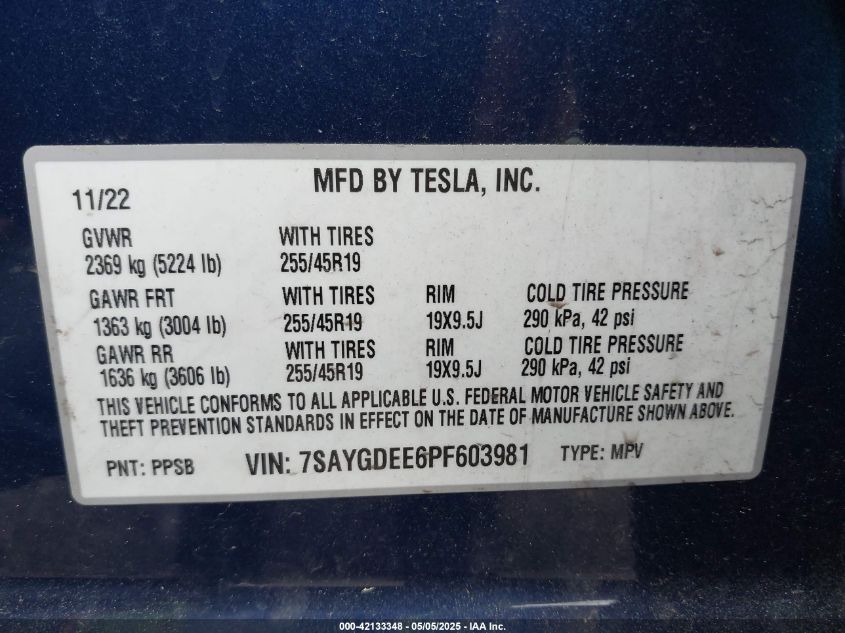 MFD BY TESLA, INC.
11/22
GVWR WITH TIRES
2369 kg (5224 lb) 255/45R19
GAWR FRT WITH TIRES RIM COLD TIRE PRESSURE
1363 kg (3004 lb) 255/45R19 19X9.5J 290 kPa, 42 psi
GAWR RR WITH TIRES RIM COLD TIRE PRESSURE
1636 kg (3606 lb) 255/45R19 19X9.5J 290 kPa, 42 psi
THIS VEHICLE CONFORMS TO ALL APPLICABLE U.S. FEDERAL MOTOR VEHICLE SAFETY AND
THEFT PREVENTION STANDARDS IN EFFECT ON THE DATE OF MANUFACTURE SHOWN ABOVE.
PNT: PPSB VIN: 7SAYGDEE6PF603981 TYPE: MPV
000-42133348 - 05/05/2025 - IAA Inc.